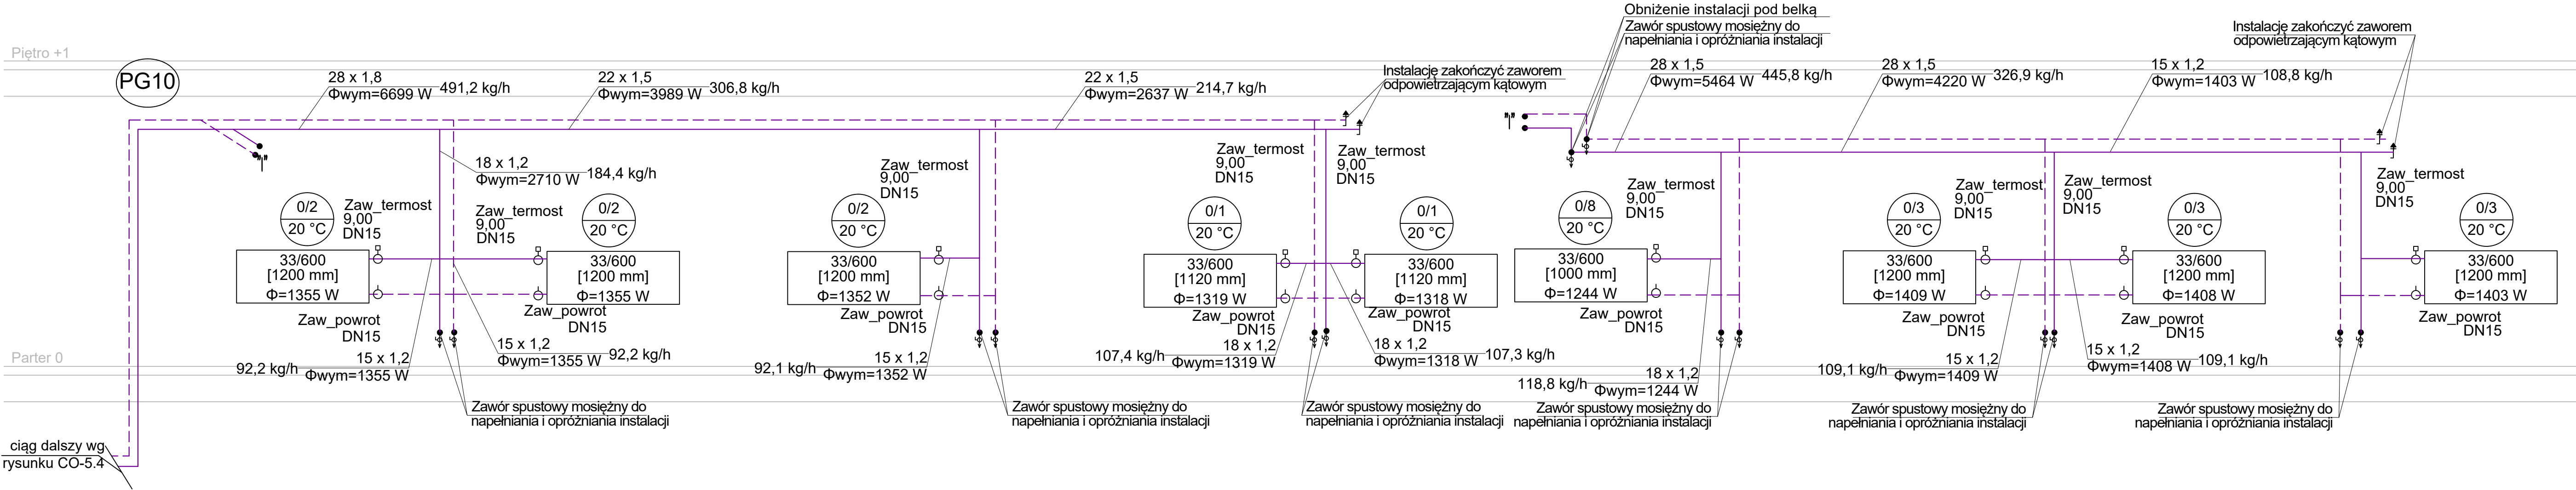 Piętro +1
PG10
28 x 1,8
Φwym=6699 W
491,2 kg/h
22 x 1,5
Φwym=3989 W
306,8 kg/h
22 x 1,5
Φwym=2637 W
214,7 kg/h
Instalację zakończyć zaworem
odpowietrzającym kątowym
Obniżenie instalacji pod belką
Zawór spustowy mosiężny do
napełniania i opróżniania instalacji
28 x 1,5
Φwym=5464 W
445,8 kg/h
28 x 1,5
Φwym=4220 W
326,9 kg/h
15 x 1,2
Φwym=1403 W
108,8 kg/h
Instalację zakończyć zaworem
odpowietrzającym kątowym
"I"
"I"
18 x 1,2
Φwym=2710 W
184,4 kg/h
0/2
20 °C
Zaw_termost
9,00
DN15
33/600
[1200 mm]
Φ=1355 W
Zaw_powrot
DN15
Zaw_termost
9,00
DN15
0/2
20 °C
33/600
[1200 mm]
Φ=1355 W
Zaw_powrot
DN15
0/2
20 °C
Zaw_termost
9,00
DN15
33/600
[1200 mm]
Φ=1352 W
Zaw_powrot
DN15
Zaw_termost
9,00
DN15
0/1
20 °C
33/600
[1120 mm]
Φ=1319 W
Zaw_powrot
DN15
Zaw_termost
9,00
DN15
0/1
20 °C
33/600
[1120 mm]
Φ=1318 W
Zaw_powrot
DN15
0/8
20 °C
Zaw_termost
9,00
DN15
33/600
[1000 mm]
Φ=1244 W
Zaw_powrot
DN15
0/3
20 °C
Zaw_termost
9,00
DN15
33/600
[1200 mm]
Φ=1409 W
Zaw_powrot
DN15
Zaw_termost
9,00
DN15
0/3
20 °C
33/600
[1200 mm]
Φ=1408 W
Zaw_powrot
DN15
Zaw_termost
9,00
DN15
0/3
20 °C
33/600
[1200 mm]
Φ=1403 W
Zaw_powrot
DN15
Parter 0
92,2 kg/h
15 x 1,2
Φwym=1355 W
15 x 1,2
Φwym=1355 W
92,2 kg/h
92,1 kg/h
15 x 1,2
Φwym=1352 W
107,4 kg/h
18 x 1,2
Φwym=1319 W
18 x 1,2
Φwym=1318 W
107,3 kg/h
118,8 kg/h
18 x 1,2
Φwym=1244 W
109,1 kg/h
15 x 1,2
Φwym=1409 W
15 x 1,2
Φwym=1408 W
109,1 kg/h
Zawór spustowy mosiężny do
napełniania i opróżniania instalacji
Zawór spustowy mosiężny do
napełniania i opróżniania instalacji
Zawór spustowy mosiężny do
napełniania i opróżniania instalacji
Zawór spustowy mosiężny do
napełniania i opróżniania instalacji
Zawór spustowy mosiężny do
napełniania i opróżniania instalacji
Zawór spustowy mosiężny do
napełniania i opróżniania instalacji
ciąg dalszy wg
rysunku CO-5.4